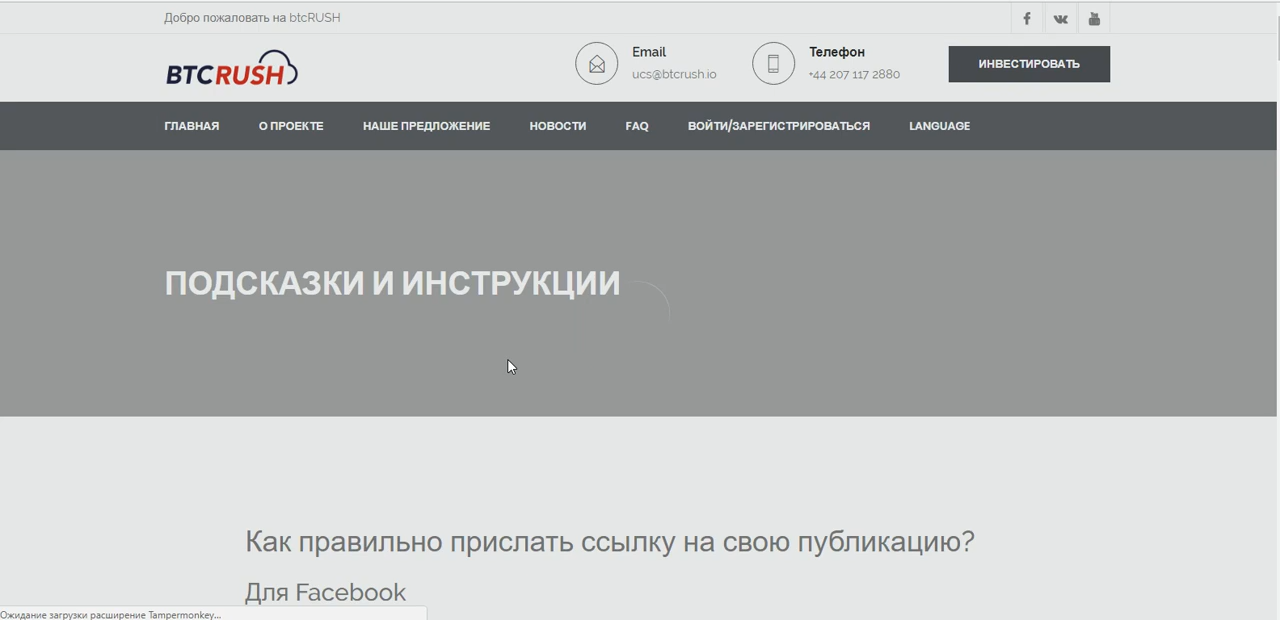 Добро пожаловать на btcRUSH
BTCRUSH
Email
ucs@btcrush.io
Телефон
+44 207 117 2880
ИНВЕСТИРОВАТЬ
ГЛАВНАЯ О ПРОЕКТЕ НАШЕ ПРЕДЛОЖЕНИЕ НОВОСТИ FAQ ВОЙТИ/ЗАРЕГИСТРИРОВАТЬСЯ LANGUAGE
ПОДСКАЗКИ И ИНСТРУКЦИИ
Как правильно прислать ссылку на свою публикацию?
Для Facebook
Ожидание загрузки расширение Tampermonkey...